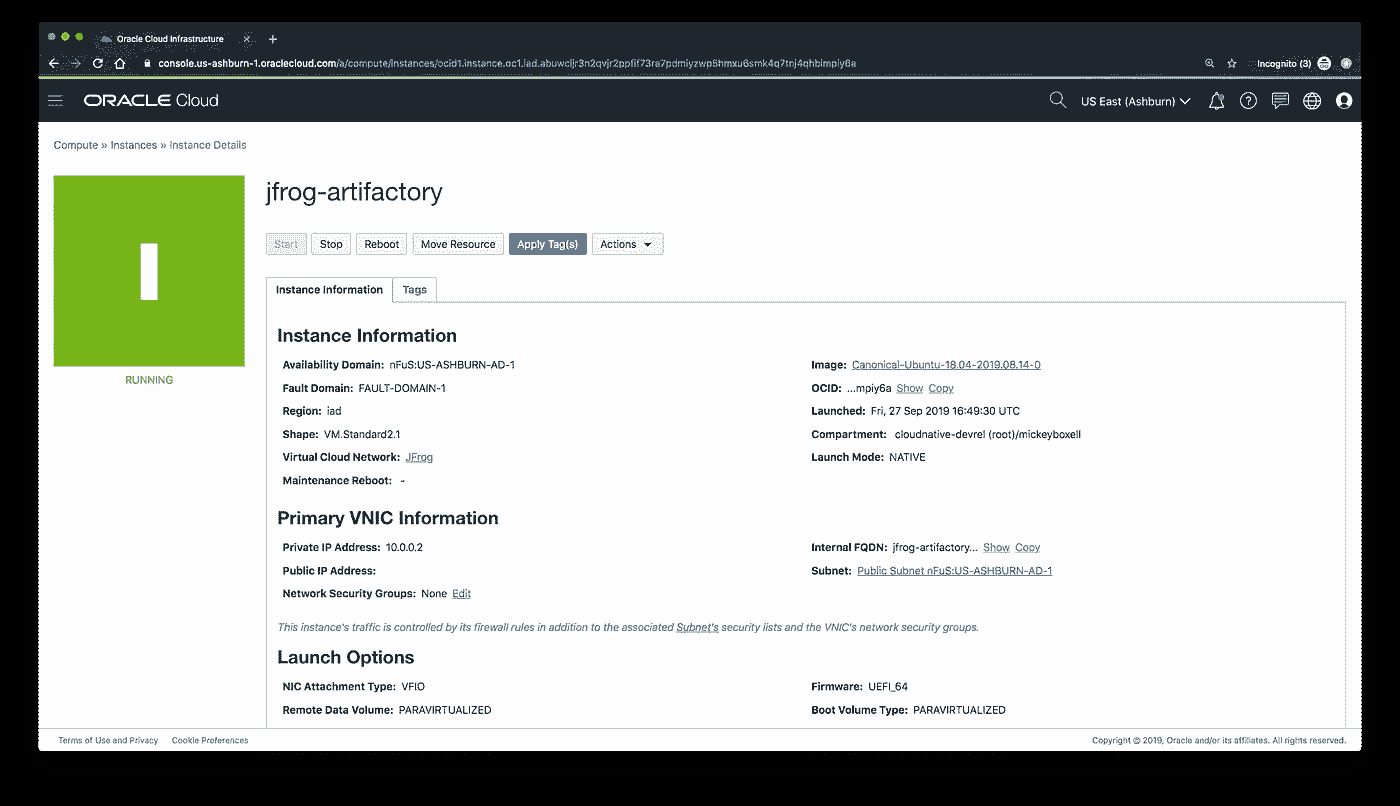 Oracle Cloud Infrastructure
console.us-ashburn-1.oraclecloud.com/a/compute/instances/ocid1.instance.oc1.iad.abuwcljr3n2qvjr2ppfif73ra7pdmiyzwp5hmxu6smk4q7tnj4qhbimpiy6a
Incognito (3)
ORACLE Cloud
US East (Ashburn)
Compute » Instances » Instance Details
I
RUNNING
jfrog-artifactory
Start Stop Reboot Move Resource Apply Tag(s) Actions
Instance Information Tags
Instance Information
Availability Domain: nFuS:US-ASHBURN-AD-1
Fault Domain: FAULT-DOMAIN-1
Region: iad
Shape: VM.Standard2.1
Virtual Cloud Network: JFrog
Maintenance Reboot: -
Image: Canonical-Ubuntu-18.04-2019.08.14-0
OCID: ...mpiy6a Show Copy
Launched: Fri, 27 Sep 2019 16:49:30 UTC
Compartment: cloudnative-devrel (root)/mickeyboxell
Launch Mode: NATIVE
Primary VNIC Information
Private IP Address: 10.0.0.2
Public IP Address:
Network Security Groups: None Edit
Internal FQDN: jfrog-artifactory... Show Copy
Subnet: Public Subnet nFuS:US-ASHBURN-AD-1
This instance's traffic is controlled by its firewall rules in addition to the associated Subnet's security lists and the VNIC's network security groups.
Launch Options
NIC Attachment Type: VFIO
Remote Data Volume: PARAVIRTUALIZED
Firmware: UEFI_64
Boot Volume Type: PARAVIRTUALIZED
Terms of Use and Privacy Cookie Preferences
Copyright © 2019, Oracle and/or its affiliates. All rights reserved.